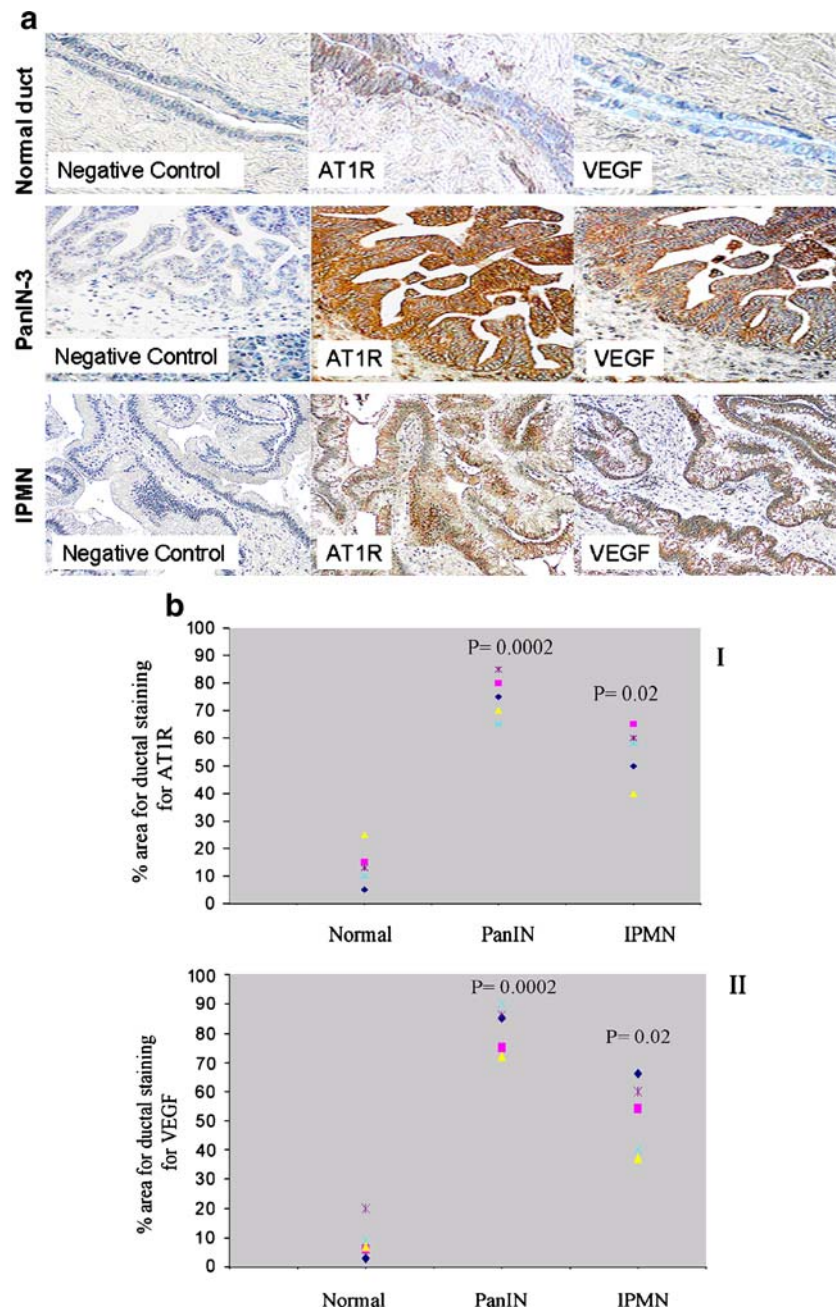 a
Normal duct
Negative Control
AT1R
VEGF
PanIN-3
Negative Control
AT1R
VEGF
IPMN
Negative Control
AT1R
VEGF
b
I
% area for ductal staining
for AT1R
100
90
80
70
60
50
40
30
20
10
0
P= 0.0002
P= 0.02
Normal
PanIN
IPMN
II
% area for ductal staining
for VEGF
100
90
80
70
60
50
40
30
20
10
0
P= 0.0002
P= 0.02
Normal
PanIN
IPMN